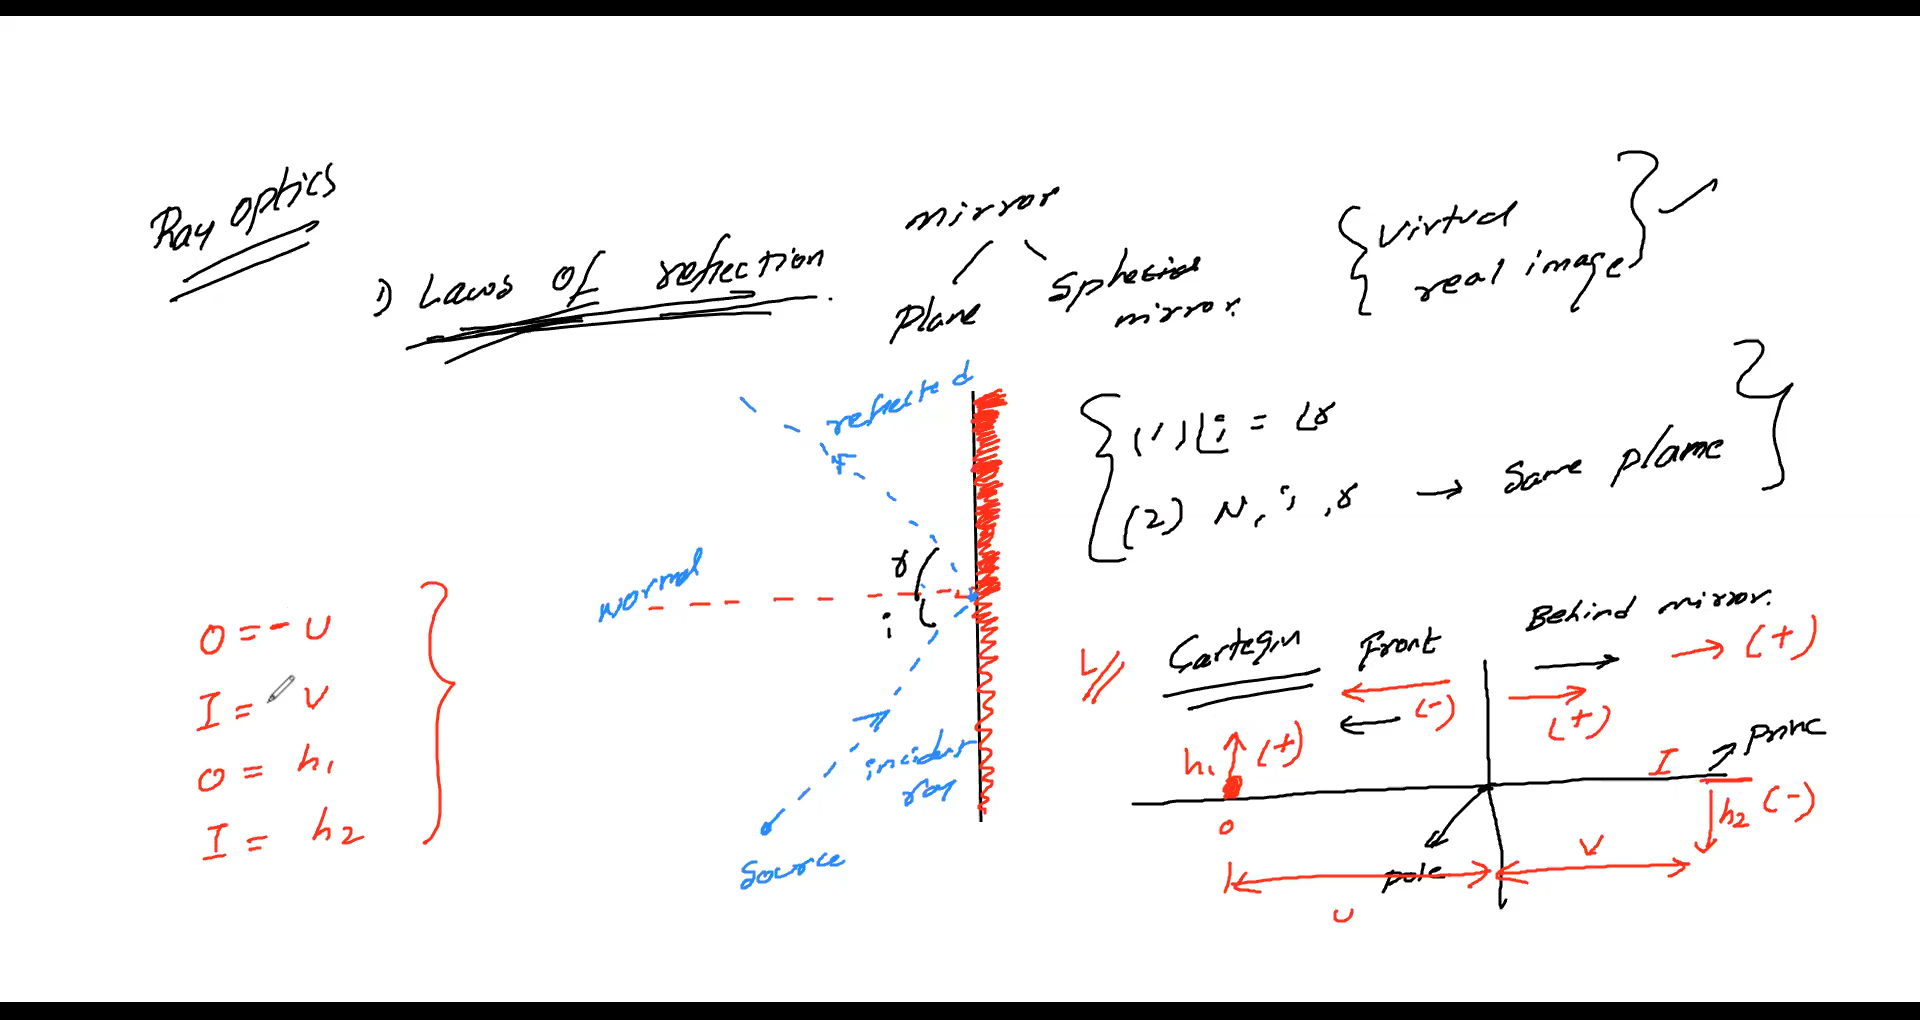 Ray optics
1) Laws of reflection.
mirror
Plane
Spherical
mirror.
{ Virtual
real image }
reflected
(1) ∠i = ∠r
(2) N, i, r → Same plane
normal
r
i
incident
ray
Source
O = - u
I = v
O = h₁
I = h₂
Cartesian
Front
Behind mirror.
→ (+)
(-)
(+)
h₁
(+)
I
Princ
h₂ (-)
O
pole
v
u